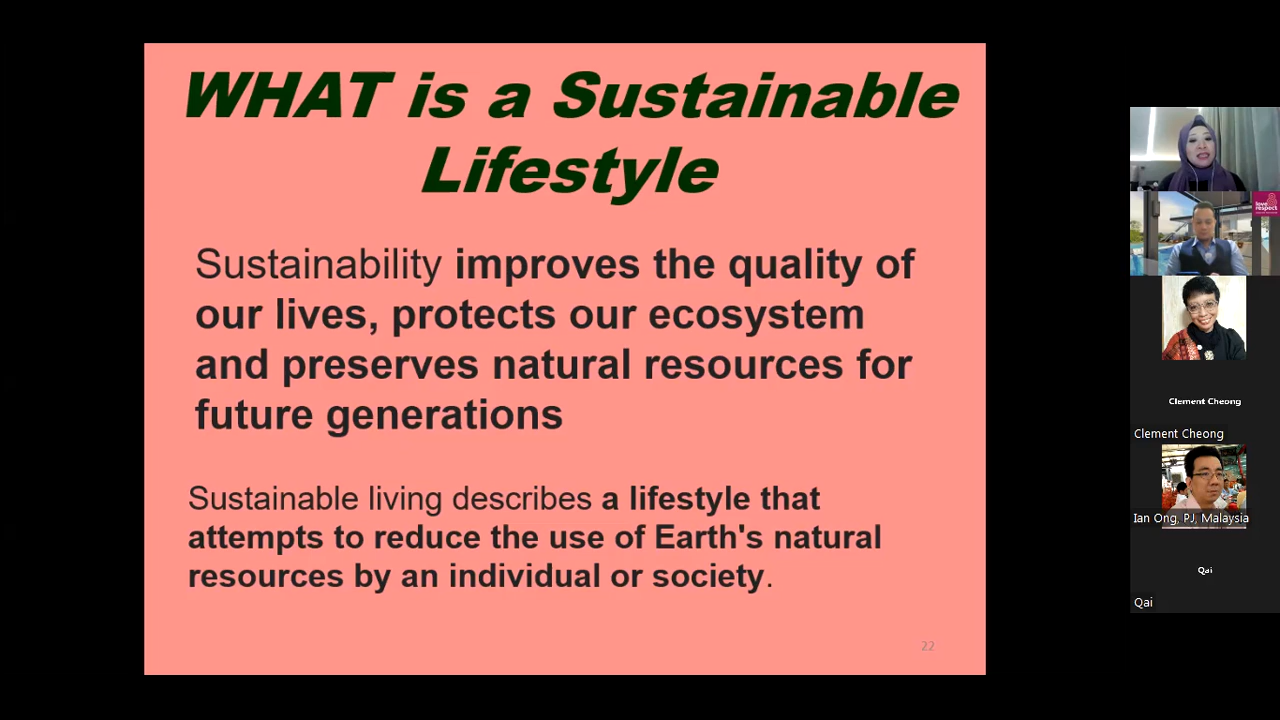 WHAT is a Sustainable
Lifestyle
Sustainability improves the quality of
our lives, protects our ecosystem
and preserves natural resources for
future generations
Sustainable living describes a lifestyle that
attempts to reduce the use of Earth's natural
resources by an individual or society.
22
love
respect
Clement Cheong
Clement Cheong
Ian Ong, PJ, Malaysia
Qai
Qai